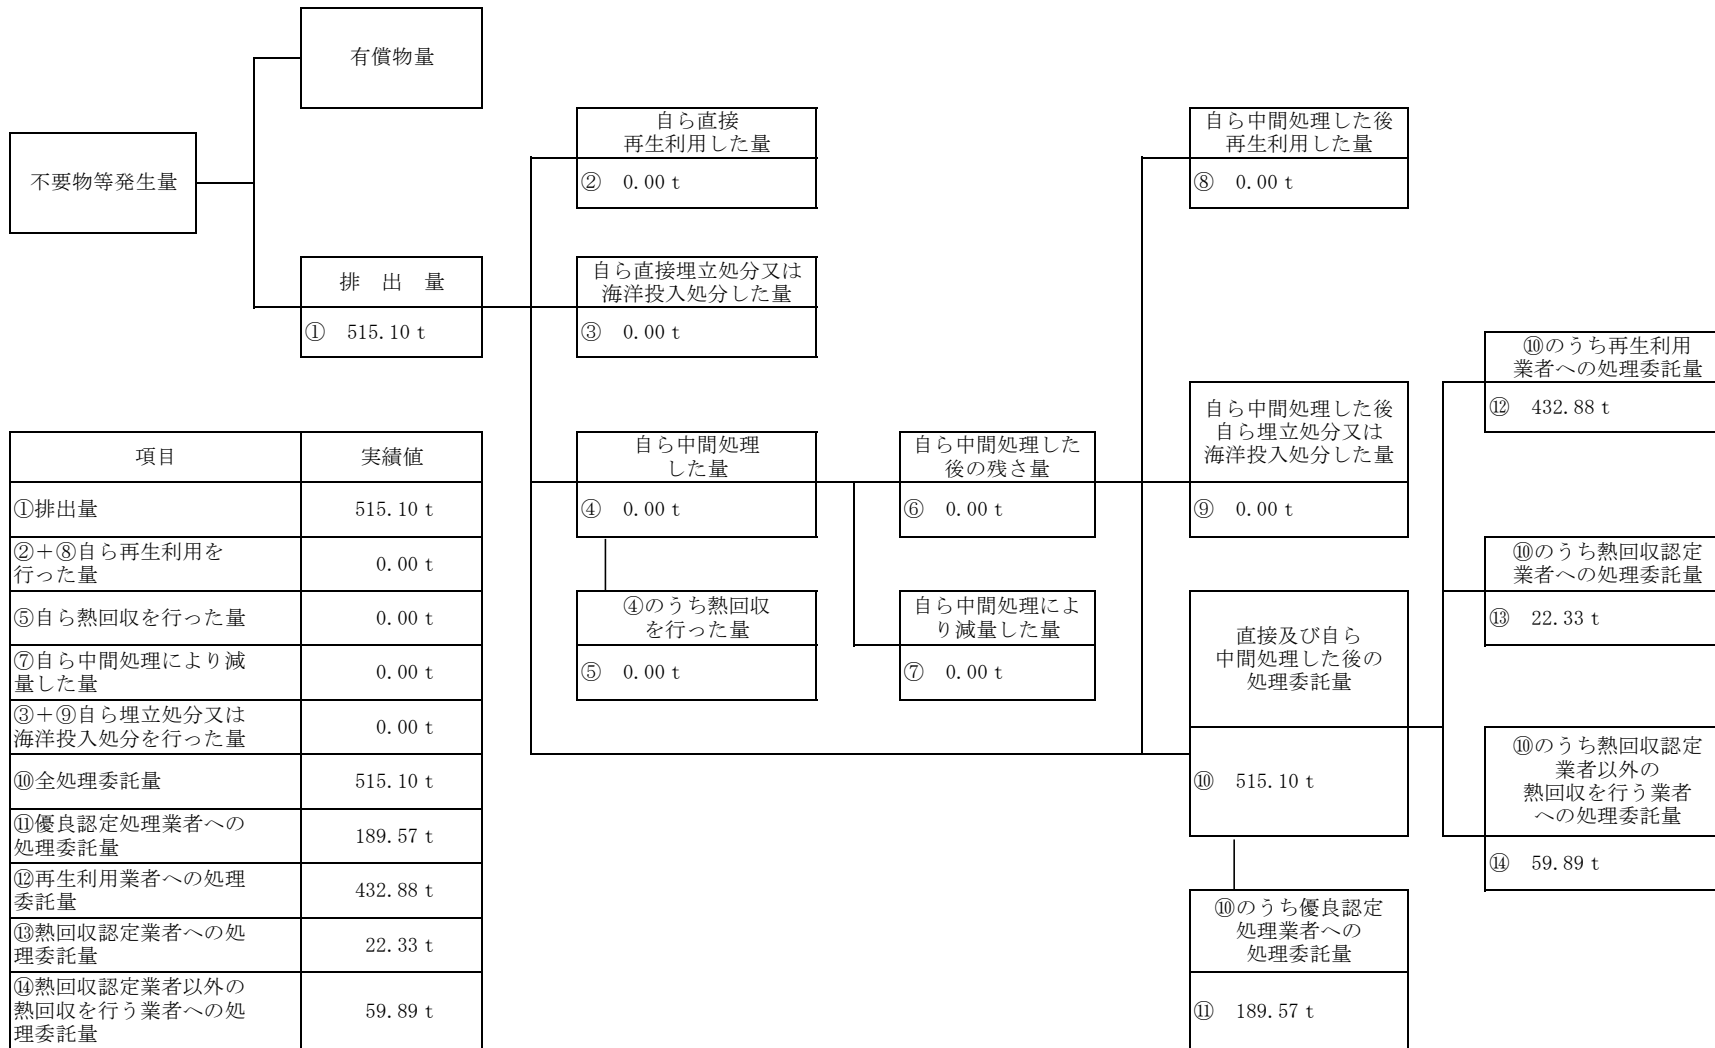 有償物量
不要物等発生量
排　出　量
①　515.10 t
自ら直接
再生利用した量
②　0.00 t
自ら直接埋立処分又は
海洋投入処分した量
③　0.00 t
自ら中間処理
した量
④　0.00 t
④のうち熱回収
を行った量
⑤　0.00 t
自ら中間処理した
後の残さ量
⑥　0.00 t
自ら中間処理によ
り減量した量
⑦　0.00 t
自ら中間処理した後
再生利用した量
⑧　0.00 t
自ら中間処理した後
自ら埋立処分又は
海洋投入処分した量
⑨　0.00 t
直接及び自ら
中間処理した後の
処理委託量
⑩　515.10 t
⑩のうち優良認定
処理業者への
処理委託量
⑪　189.57 t
⑩のうち再生利用
業者への処理委託量
⑫　432.88 t
⑩のうち熱回収認定
業者への処理委託量
⑬　22.33 t
⑩のうち熱回収認定
業者以外の
熱回収を行う業者
への処理委託量
⑭　59.89 t
項目　実績値
①排出量　515.10 t
②＋⑧自ら再生利用を
行った量　0.00 t
⑤自ら熱回収を行った量　0.00 t
⑦自ら中間処理により減
量した量　0.00 t
③＋⑨自ら埋立処分又は
海洋投入処分を行った量　0.00 t
⑩全処理委託量　515.10 t
⑪優良認定処理業者への
処理委託量　189.57 t
⑫再生利用業者への処理
委託量　432.88 t
⑬熱回収認定業者への処
理委託量　22.33 t
⑭熱回収認定業者以外の
熱回収を行う業者への処
理委託量　59.89 t